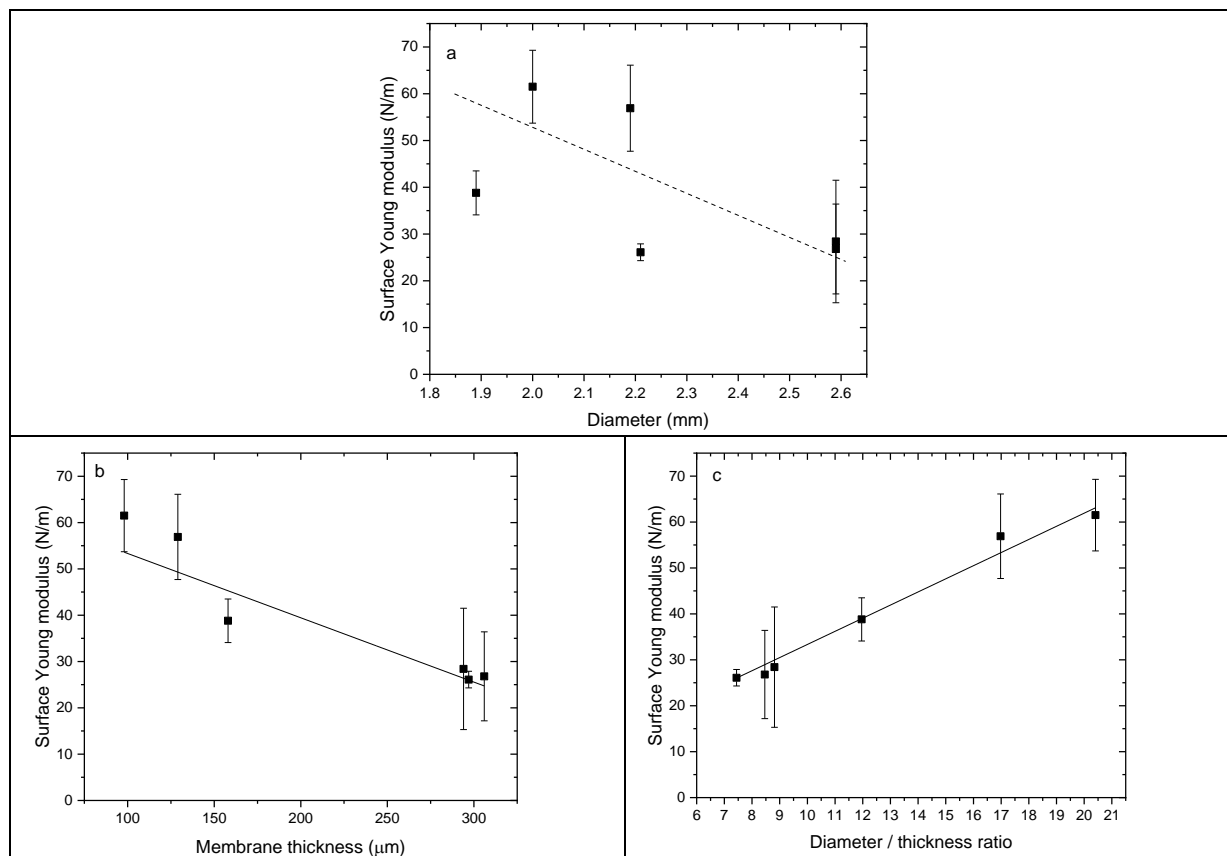 a
Surface Young modulus (N/m)
70
60
50
40
30
20
10
0
1.8 1.9 2.0 2.1 2.2 2.3 2.4 2.5 2.6
Diameter (mm)
b
Surface Young modulus (N/m)
70
60
50
40
30
20
10
0
100 150 200 250 300
Membrane thickness (μm)
c
Surface Young modulus (N/m)
70
60
50
40
30
20
10
0
6 7 8 9 10 11 12 13 14 15 16 17 18 19 20 21
Diameter / thickness ratio